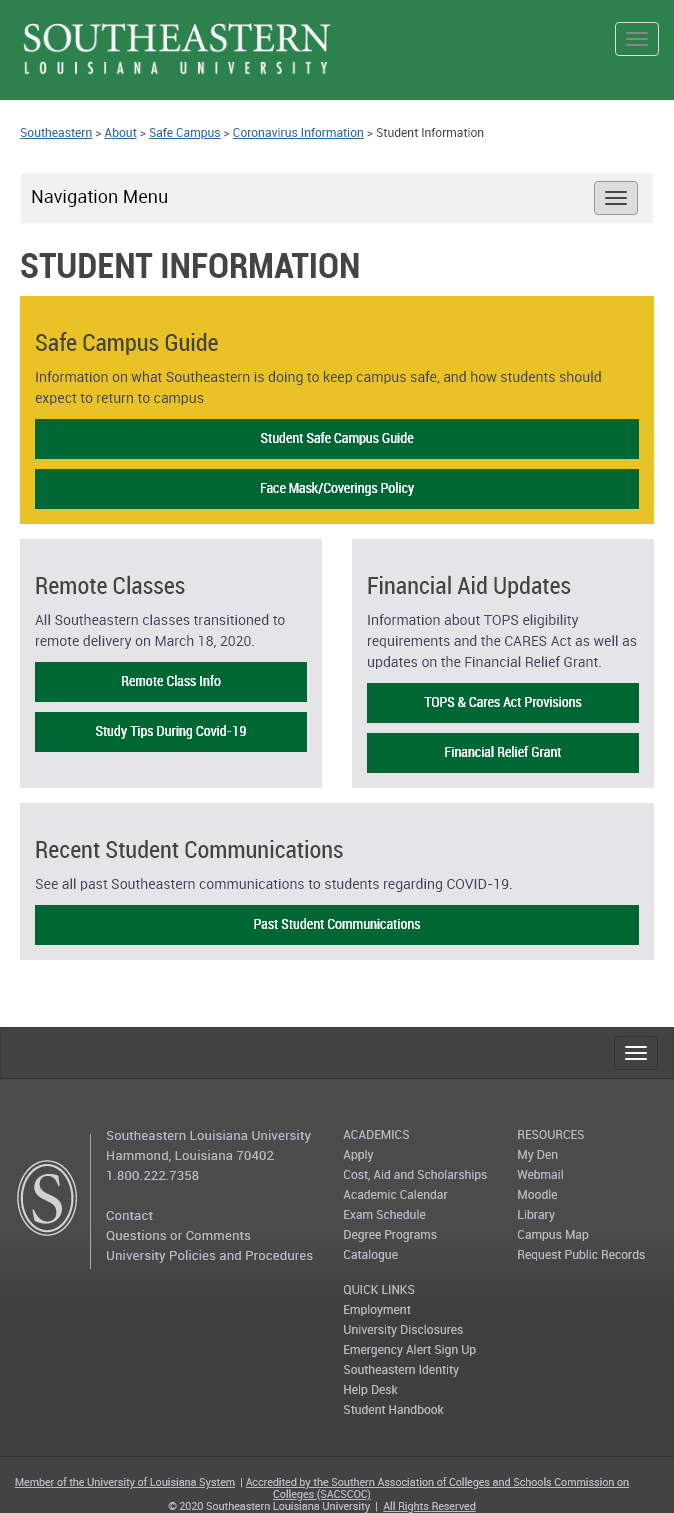 SOUTHEASTERN
LOUISIANA UNIVERSITY
Southeastern > About > Safe Campus > Coronavirus Information > Student Information
Navigation Menu
STUDENT INFORMATION
Safe Campus Guide
Information on what Southeastern is doing to keep campus safe, and how students should
expect to return to campus
Student Safe Campus Guide
Face Mask/Coverings Policy
Remote Classes
All Southeastern classes transitioned to
remote delivery on March 18, 2020.
Remote Class Info
Study Tips During Covid-19
Financial Aid Updates
Information about TOPS eligibility
requirements and the CARES Act as well as
updates on the Financial Relief Grant.
TOPS & Cares Act Provisions
Financial Relief Grant
Recent Student Communications
See all past Southeastern communications to students regarding COVID-19.
Past Student Communications
S
Southeastern Louisiana University
Hammond, Louisiana 70402
1.800.222.7358
Contact
Questions or Comments
University Policies and Procedures
ACADEMICS
Apply
Cost, Aid and Scholarships
Academic Calendar
Exam Schedule
Degree Programs
Catalogue
QUICK LINKS
Employment
University Disclosures
Emergency Alert Sign Up
Southeastern Identity
Help Desk
Student Handbook
RESOURCES
My Den
Webmail
Moodle
Library
Campus Map
Request Public Records
Member of the University of Louisiana System | Accredited by the Southern Association of Colleges and Schools Commission on
Colleges (SACSCOC)
© 2020 Southeastern Louisiana University | All Rights Reserved